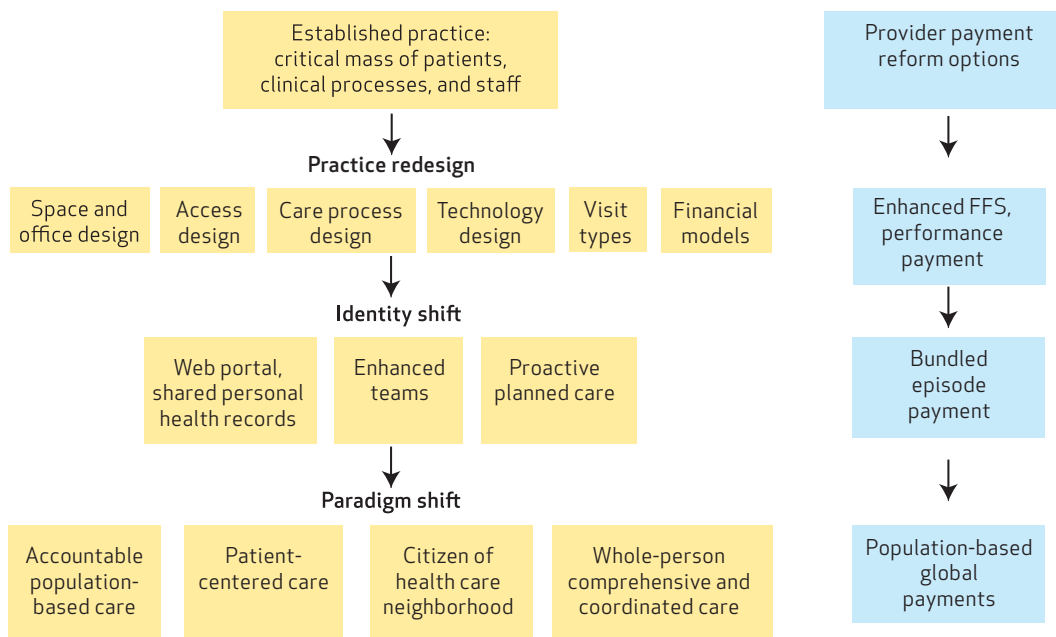 Established practice:
critical mass of patients,
clinical processes, and staff
Provider payment
reform options
Practice redesign
Space and
office design
Access
design
Care process
design
Technology
design
Visit
types
Financial
models
Enhanced FFS,
performance
payment
Identity shift
Web portal,
shared personal
health records
Enhanced
teams
Proactive
planned care
Bundled
episode
payment
Paradigm shift
Accountable
population-
based care
Patient-
centered care
Citizen of
health care
neighborhood
Whole-person
comprehensive and
coordinated care
Population-based
global
payments